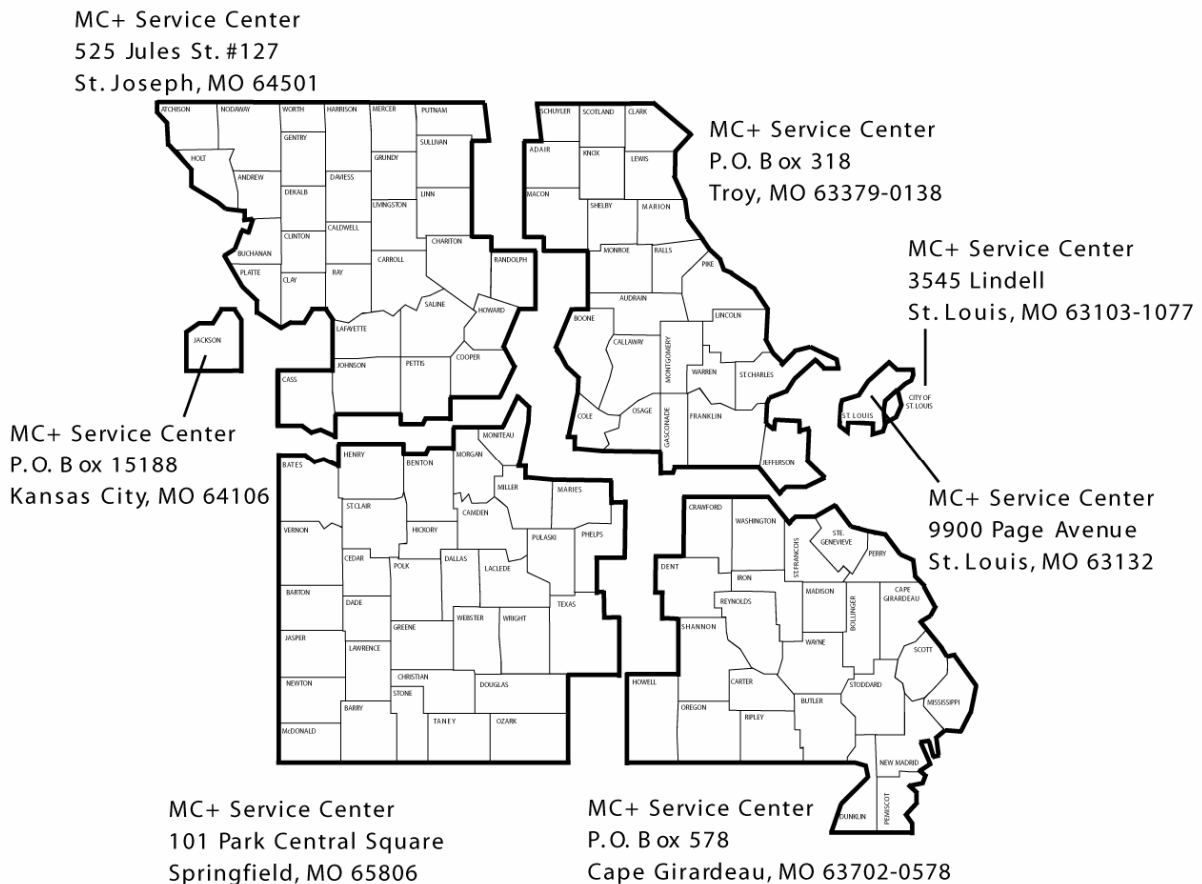 MC+ Service Center
525 Jules St. #127
St. Joseph, MO 64501
MC+ Service Center
P.O. Box 318
Troy, MO 63379-0138
MC+ Service Center
3545 Lindell
St. Louis, MO 63103-1077
MC+ Service Center
P.O. Box 15188
Kansas City, MO 64106
MC+ Service Center
9900 Page Avenue
St. Louis, MO 63132
MC+ Service Center
101 Park Central Square
Springfield, MO 65806
MC+ Service Center
P.O. Box 578
Cape Girardeau, MO 63702-0578
ATCHISON
NODAWAY
WORTH
HARRISON
MERCER
PUTNAM
GENTRY
SULLIVAN
HOLT
GRUNDY
ANDREW
DAVIESS
DEKALB
LINN
LIVINGSTON
CALDWELL
CLINTON
CHARITON
BUCHANAN
CARROLL
RANDOLPH
PLATTE
CLAY
RAY
SALINE
HOWARD
LAFAYETTE
JACKSON
COOPER
JOHNSON
PETTIS
CASS
SCHUYLER
SCOTLAND
CLARK
ADAIR
KNOX
LEWIS
MACON
SHELBY
MARION
MONROE
RALLS
PIKE
AUDRAIN
BOONE
LINCOLN
CALLAWAY
MONTGOMERY
WARREN
ST. CHARLES
COLE
OSAGE
GASCONADE
FRANKLIN
JEFFERSON
ST. LOUIS
CITY OF
ST. LOUIS
BATES
HENRY
BENTON
MORGAN
MONITEAU
MILLER
MARIES
ST. CLAIR
CAMDEN
VERNON
HICKORY
PULASKI
PHELPS
CEDAR
POLK
DALLAS
LACLEDE
BARTON
DADE
TEXAS
GREENE
WEBSTER
WRIGHT
JASPER
LAWRENCE
NEWTON
CHRISTIAN
STONE
DOUGLAS
BARRY
TANEY
OZARK
McDONALD
CRAWFORD
WASHINGTON
ST. FRANCOIS
STE.
GENEVIEVE
PERRY
DENT
IRON
REYNOLDS
MADISON
BOLLINGER
CAPE
GIRARDEAU
SHANNON
WAYNE
SCOTT
HOWELL
CARTER
STODDARD
OREGON
BUTLER
MISSISSIPPI
RIPLEY
NEW MADRID
DUNKLIN
PEMISCOT